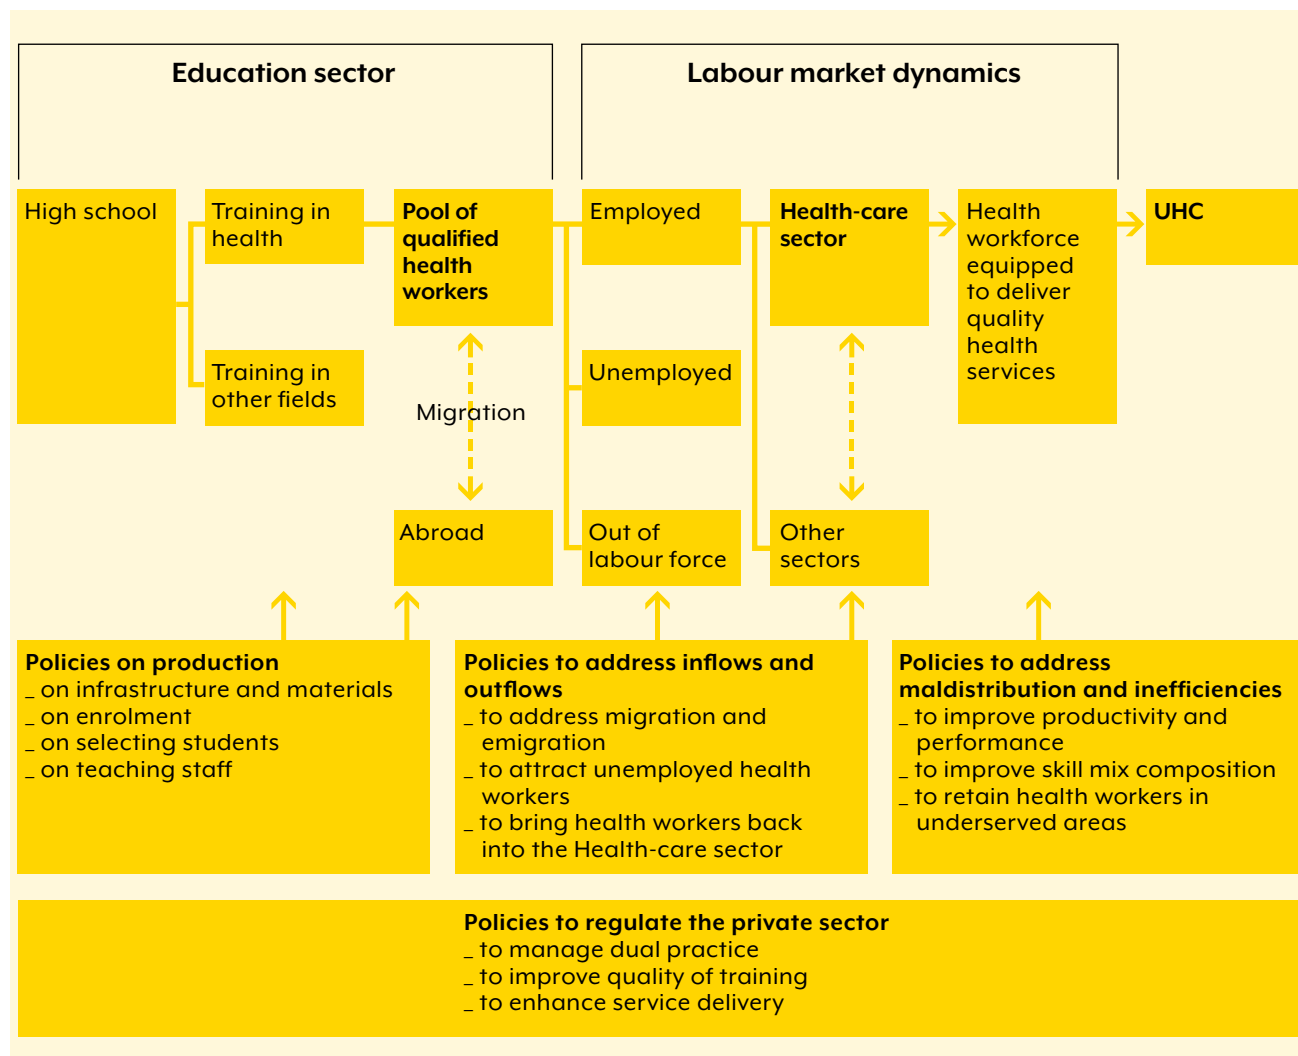 Education sector
Labour market dynamics
High school
Training in
health
Training in
other fields
Pool of
qualified
health
workers
Migration
Abroad
Employed
Unemployed
Out of
labour force
Health-care
sector
Other
sectors
Health
workforce
equipped
to deliver
quality
health
services
UHC
Policies on production
_ on infrastructure and materials
_ on enrolment
_ on selecting students
_ on teaching staff
Policies to address inflows and
outflows
_ to address migration and
emigration
_ to attract unemployed health
workers
_ to bring health workers back
into the Health-care sector
Policies to address
maldistribution and inefficiencies
_ to improve productivity and
performance
_ to improve skill mix composition
_ to retain health workers in
underserved areas
Policies to regulate the private sector
_ to manage dual practice
_ to improve quality of training
_ to enhance service delivery